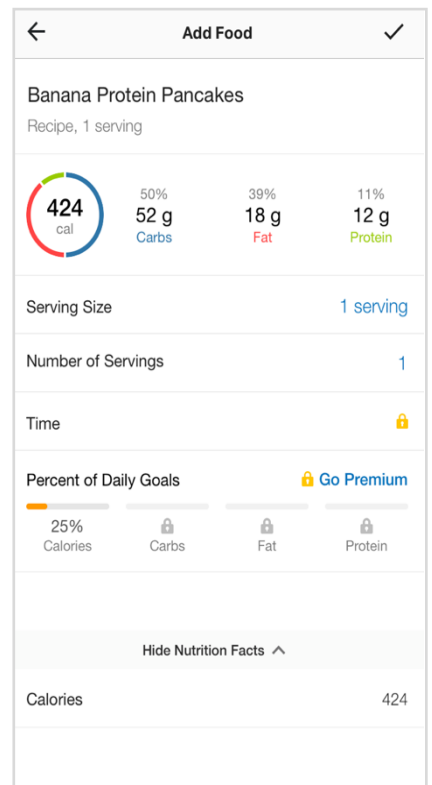 Add Food
Banana Protein Pancakes
Recipe, 1 serving
424
cal
50%
52 g
Carbs
39%
18 g
Fat
11%
12 g
Protein
Serving Size 1 serving
Number of Servings 1
Time
Percent of Daily Goals Go Premium
25%
Calories Carbs Fat Protein
Hide Nutrition Facts
Calories 424